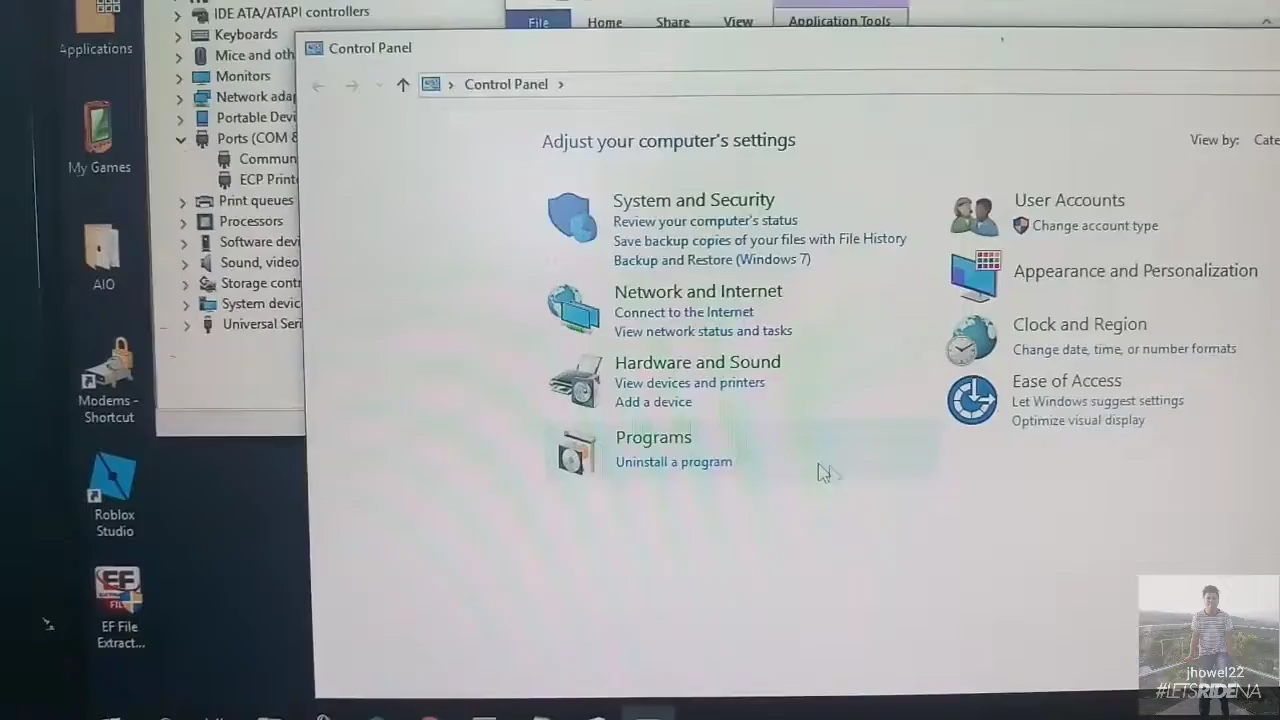 Applications
My Games
AIO
Modems -
Shortcut
Roblox
Studio
EF File
Extract...
IDE ATA/ATAPI controllers
Keyboards
Mice and oth
Monitors
Network adap
Portable Devi
Ports (COM &
Commun
ECP Printe
Print queues
Processors
Software devi
Sound, video
Storage contr
System device
Universal Seri
File
Home
Share
View
Application Tools
Control Panel
Control Panel
Adjust your computer's settings
View by:
Cate
System and Security
Review your computer's status
Save backup copies of your files with File History
Backup and Restore (Windows 7)
Network and Internet
Connect to the Internet
View network status and tasks
Hardware and Sound
View devices and printers
Add a device
Programs
Uninstall a program
User Accounts
Change account type
Appearance and Personalization
Clock and Region
Change date, time, or number formats
Ease of Access
Let Windows suggest settings
Optimize visual display
jhowel22
#LETSRIDENA